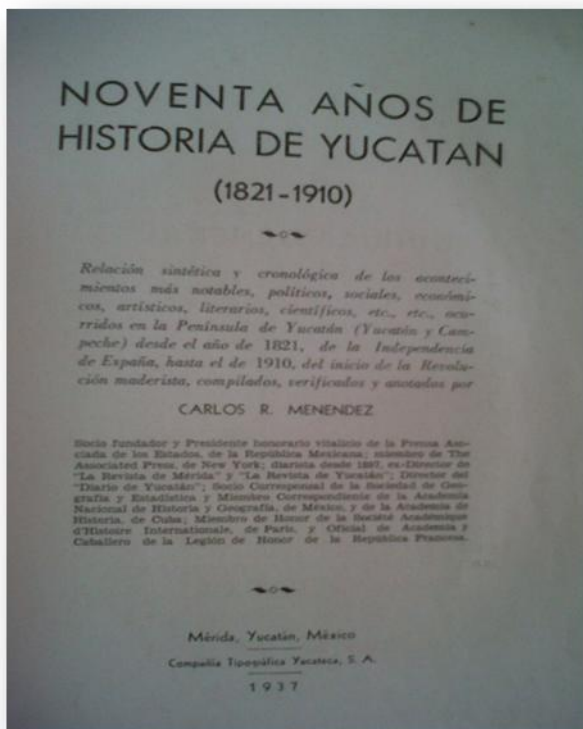 NOVENTA AÑOS DE
HISTORIA DE YUCATAN
(1821-1910)
Relación sintética y cronológica de los aconteci-
mientos más notables, políticos, sociales, económi-
cos, artísticos, literarios, científicos, etc., etc., ocu-
rridos en la Península de Yucatán (Yucatán y Cam-
peche) desde el año de 1821, de la Independencia
de España, hasta el de 1910, del inicio de la Revolu-
ción maderista, compilados, verificados y anotados por
CARLOS R. MENENDEZ
Socio fundador y Presidente honorario vitalicio de la Prensa Aso-
ciada de los Estados, de la República Mexicana; miembro de The
Associated Press, de New York; diarista desde 1897, ex-Director de
"La Revista de Mérida" y "La Revista de Yucatán"; Director del
"Diario de Yucatán"; Socio Corresponsal de la Sociedad de Geo-
grafía y Estadística y Miembro Correspondiente de la Academia
Nacional de Historia y Geografía, de México, y de la Academia de
Historia, de Cuba; Miembro de Honor de la Société Académique
d'Histoire Internationale, de París, y Oficial de Academia y
Caballero de la Legión de Honor de la República Francesa.
Mérida, Yucatán, México
Compañía Tipográfica Yucateca, S. A.
1937